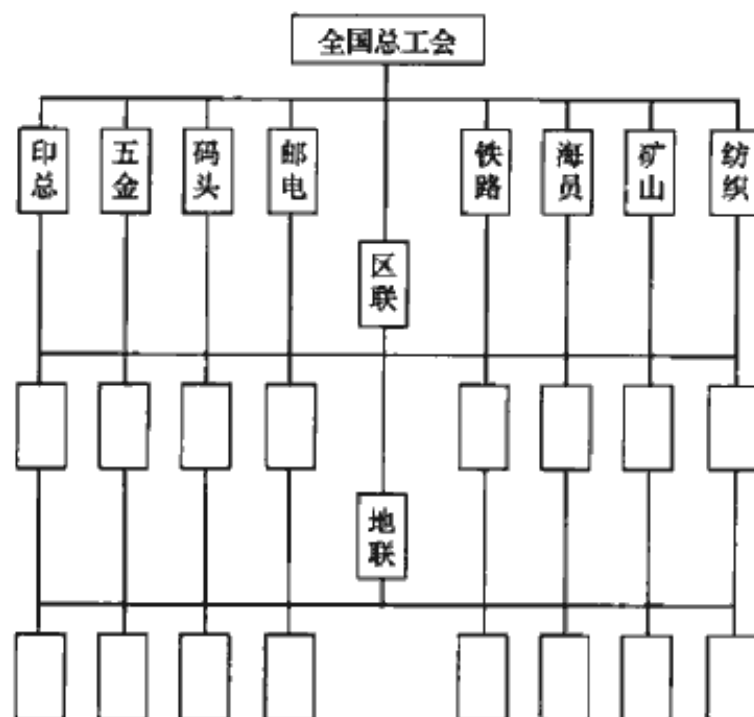 全国总工会
印总
五金
码头
邮电
铁路
海员
矿山
纺织
区联
地联